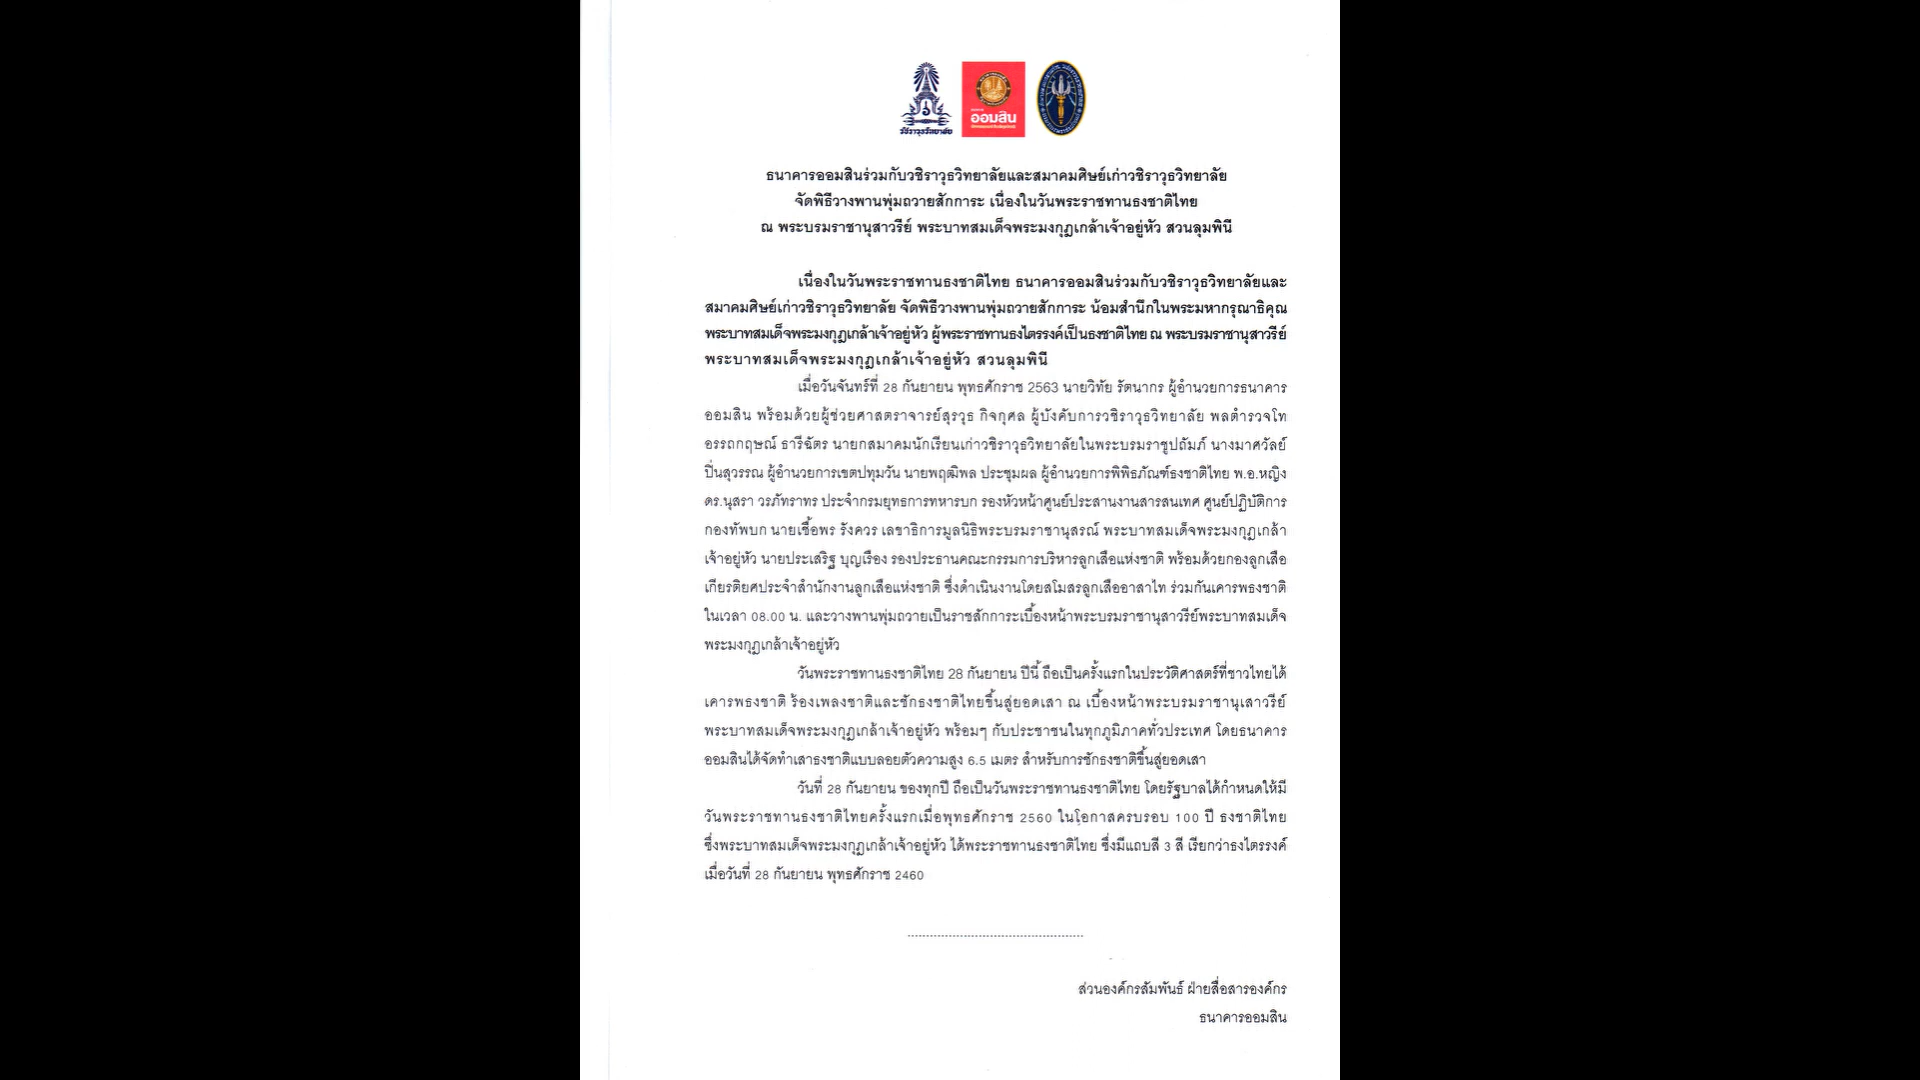 วชิราวุธวิทยาลัย
ออมสิน
ธนาคารออมสินร่วมกับวชิราวุธวิทยาลัยและสมาคมศิษย์เก่าวชิราวุธวิทยาลัย
จัดพิธีวางพานพุ่มถวายสักการะ เนื่องในวันพระราชทานธงชาติไทย
ณ พระบรมราชานุสาวรีย์ พระบาทสมเด็จพระมงกุฎเกล้าเจ้าอยู่หัว สวนลุมพินี
เนื่องในวันพระราชทานธงชาติไทย ธนาคารออมสินร่วมกับวชิราวุธวิทยาลัยและ
สมาคมศิษย์เก่าวชิราวุธวิทยาลัย จัดพิธีวางพานพุ่มถวายสักการะ น้อมสำนึกในพระมหากรุณาธิคุณ
พระบาทสมเด็จพระมงกุฎเกล้าเจ้าอยู่หัว ผู้พระราชทานธงไตรรงค์เป็นธงชาติไทย ณ พระบรมราชานุสาวรีย์
พระบาทสมเด็จพระมงกุฎเกล้าเจ้าอยู่หัว สวนลุมพินี
เมื่อวันจันทร์ที่ 28 กันยายน พุทธศักราช 2563 นายวิทัย รัตนากร ผู้อำนวยการธนาคาร
ออมสิน พร้อมด้วยผู้ช่วยศาสตราจารย์สุรวุธ กิจกุศล ผู้บังคับการวชิราวุธวิทยาลัย พลตำรวจโท
อรรถกฤษณ์ ธารีฉัตร นายกสมาคมนักเรียนเก่าวชิราวุธวิทยาลัยในพระบรมราชูปถัมภ์ นางมาศวัลย์
ปิ่นสุวรรณ ผู้อำนวยการเขตปทุมวัน นายพฤฒิพล ประชุมผล ผู้อำนวยการพิพิธภัณฑ์ธงชาติไทย พ.อ.หญิง
ดร.นุสรา วรภัทราทร ประจำกรมยุทธการทหารบก รองหัวหน้าศูนย์ประสานงานสารสนเทศ ศูนย์ปฏิบัติการ
กองทัพบก นายเชื้อพร รังควร เลขาธิการมูลนิธิพระบรมราชานุสรณ์ พระบาทสมเด็จพระมงกุฎเกล้า
เจ้าอยู่หัว นายประเสริฐ บุญเรือง รองประธานคณะกรรมการบริหารลูกเสือแห่งชาติ พร้อมด้วยกองลูกเสือ
เกียรติยศประจำสำนักงานลูกเสือแห่งชาติ ซึ่งดำเนินงานโดยสโมสรลูกเสืออาสาไท ร่วมกันเคารพธงชาติ
ในเวลา 08.00 น. และวางพานพุ่มถวายเป็นราชสักการะเบื้องหน้าพระบรมราชานุสาวรีย์พระบาทสมเด็จ
พระมงกุฎเกล้าเจ้าอยู่หัว
วันพระราชทานธงชาติไทย 28 กันยายน ปีนี้ ถือเป็นครั้งแรกในประวัติศาสตร์ที่ชาวไทยได้
เคารพธงชาติ ร้องเพลงชาติและชักธงชาติไทยขึ้นสู่ยอดเสา ณ เบื้องหน้าพระบรมราชานุเสาวรีย์
พระบาทสมเด็จพระมงกุฎเกล้าเจ้าอยู่หัว พร้อมๆ กับประชาชนในทุกภูมิภาคทั่วประเทศ โดยธนาคาร
ออมสินได้จัดทำเสาธงชาติแบบลอยตัวความสูง 6.5 เมตร สำหรับการชักธงชาติขึ้นสู่ยอดเสา
วันที่ 28 กันยายน ของทุกปี ถือเป็นวันพระราชทานธงชาติไทย โดยรัฐบาลได้กำหนดให้มี
วันพระราชทานธงชาติไทยครั้งแรกเมื่อพุทธศักราช 2560 ในโอกาสครบรอบ 100 ปี ธงชาติไทย
ซึ่งพระบาทสมเด็จพระมงกุฎเกล้าเจ้าอยู่หัว ได้พระราชทานธงชาติไทย ซึ่งมีแถบสี 3 สี เรียกว่าธงไตรรงค์
เมื่อวันที่ 28 กันยายน พุทธศักราช 2460
ส่วนองค์กรสัมพันธ์ ฝ่ายสื่อสารองค์กร
ธนาคารออมสิน